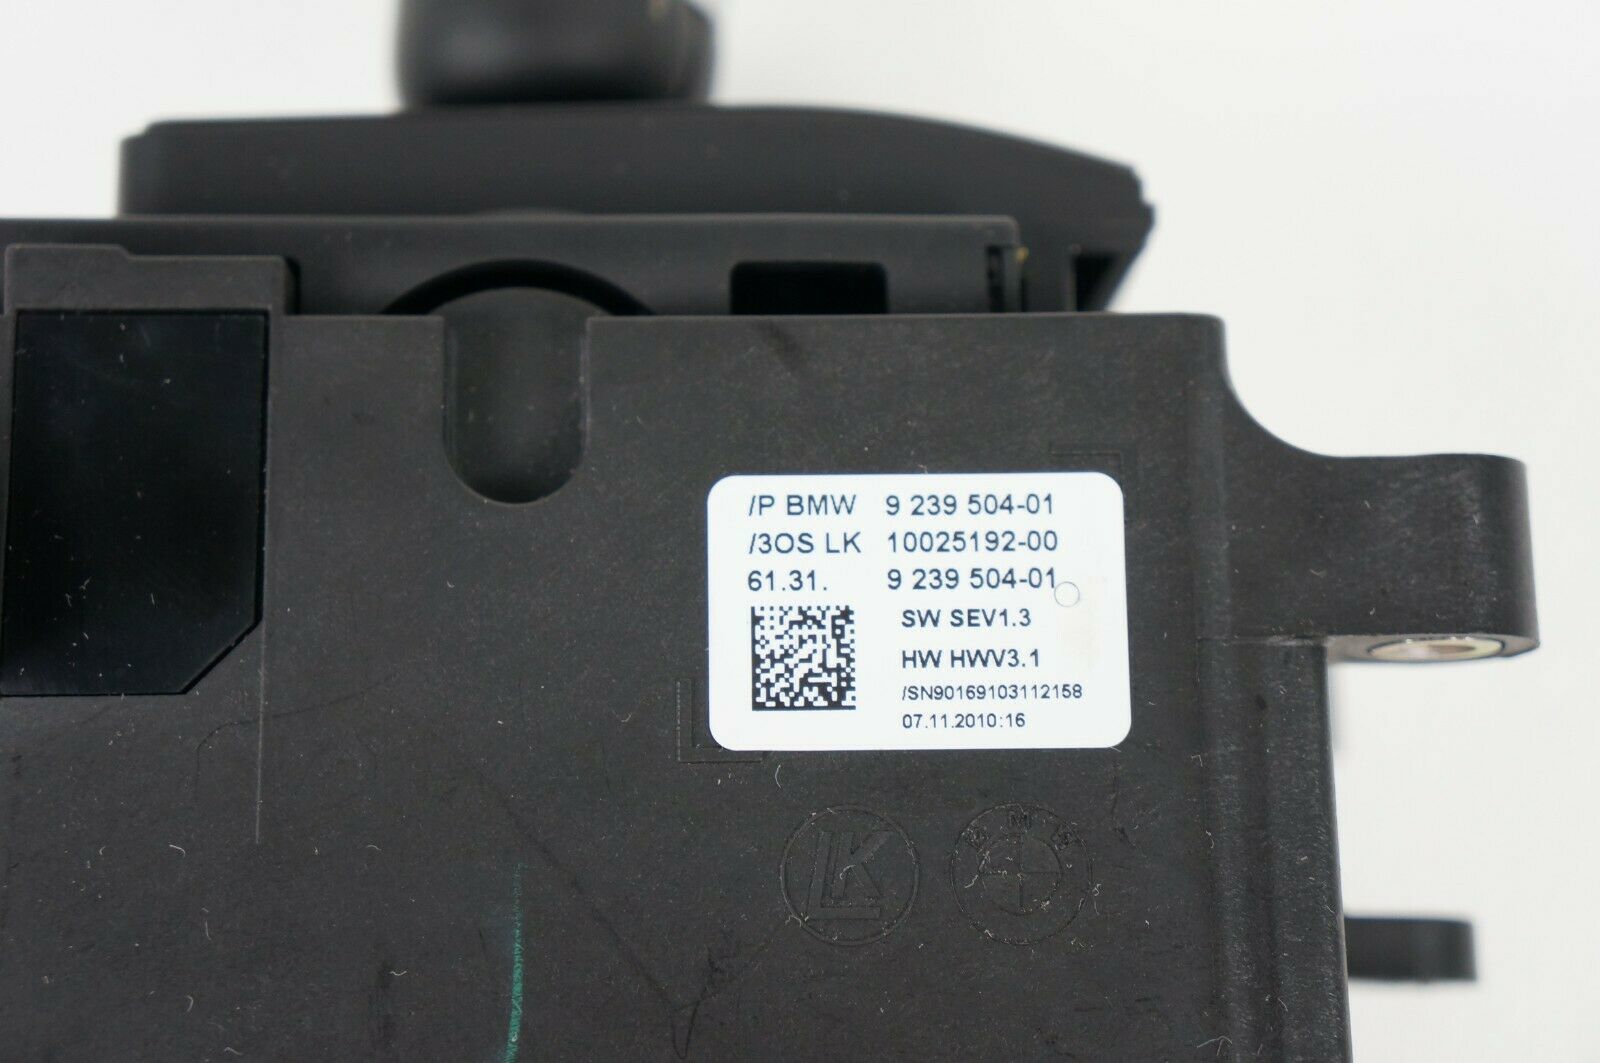 /P BMW 9 239 504-01
/3OS LK 10025192-00
61.31. 9 239 504-01
SW SEV1.3
HW HWV3.1
/SN90169103112158
07.11.2010:16
LK
BMW